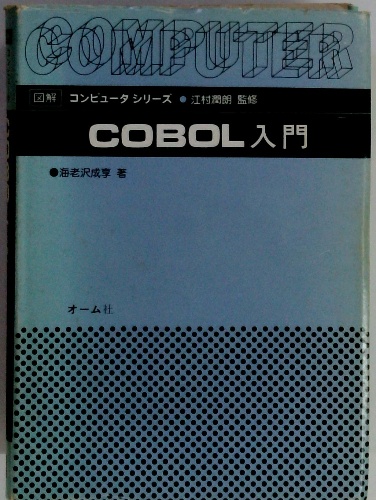 COMPUTER
図解 コンピュータ シリーズ ● 江村潤朗 監修
COBOL入門
●海老沢成享 著
オーム社